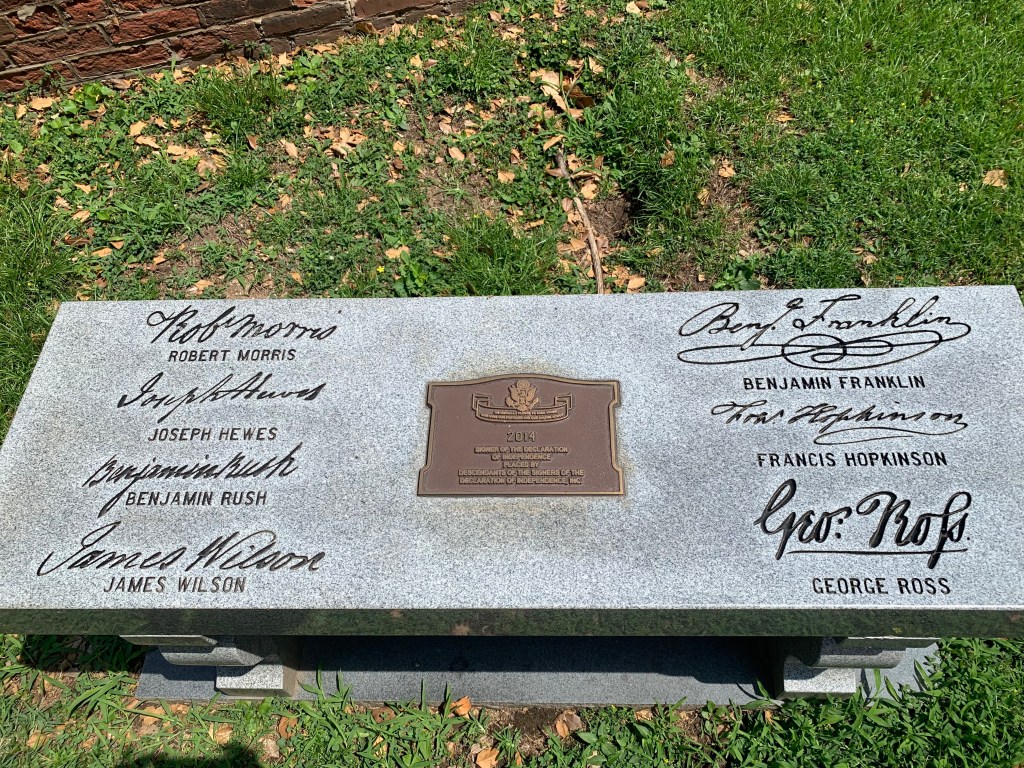 Robt Morris
ROBERT MORRIS
Joseph Hewes
JOSEPH HEWES
Benjamin Rush
BENJAMIN RUSH
James Wilson
JAMES WILSON
2014
SIGNER OF THE DECLARATION
OF INDEPENDENCE
PLACED BY
DESCENDANTS OF THE SIGNERS OF THE
DECLARATION OF INDEPENDENCE, INC.
Benj. Franklin
BENJAMIN FRANKLIN
Fras. Hopkinson
FRANCIS HOPKINSON
Geo. Ross.
GEORGE ROSS